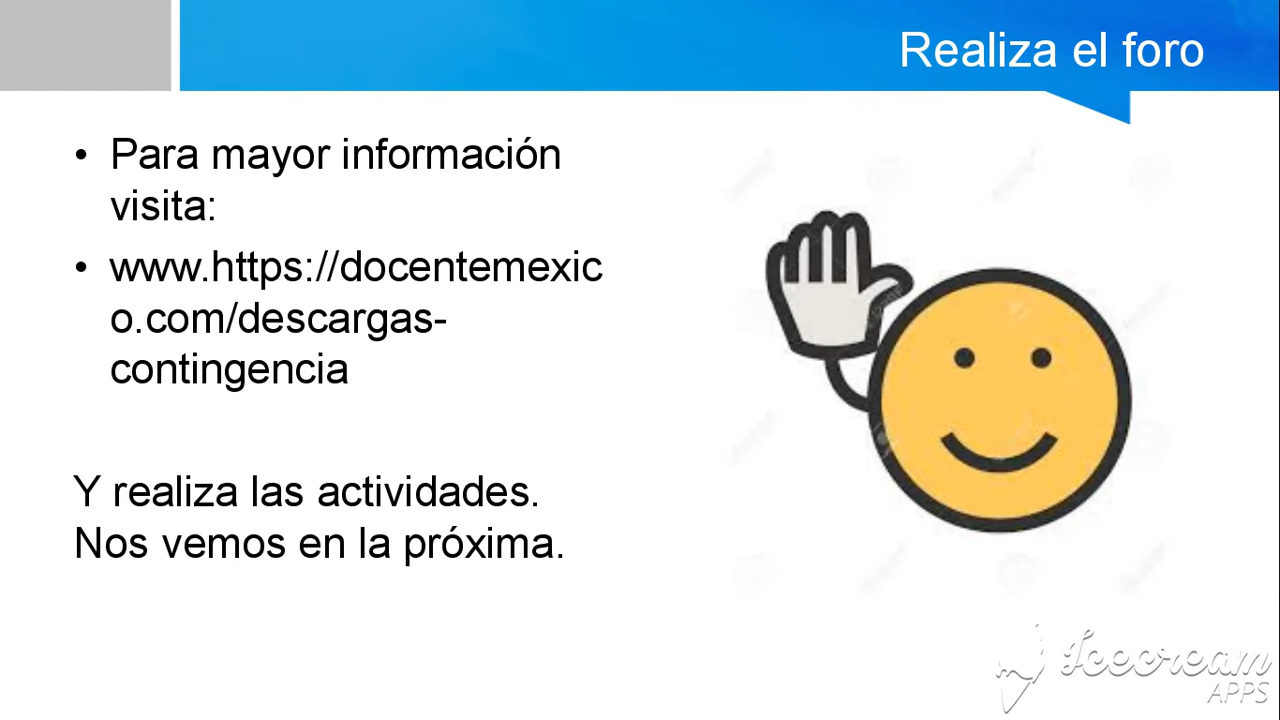 Realiza el foro
• Para mayor información
visita:
• www.https://docentemexic
o.com/descargas-
contingencia
Y realiza las actividades.
Nos vemos en la próxima.
Icecream
APPS